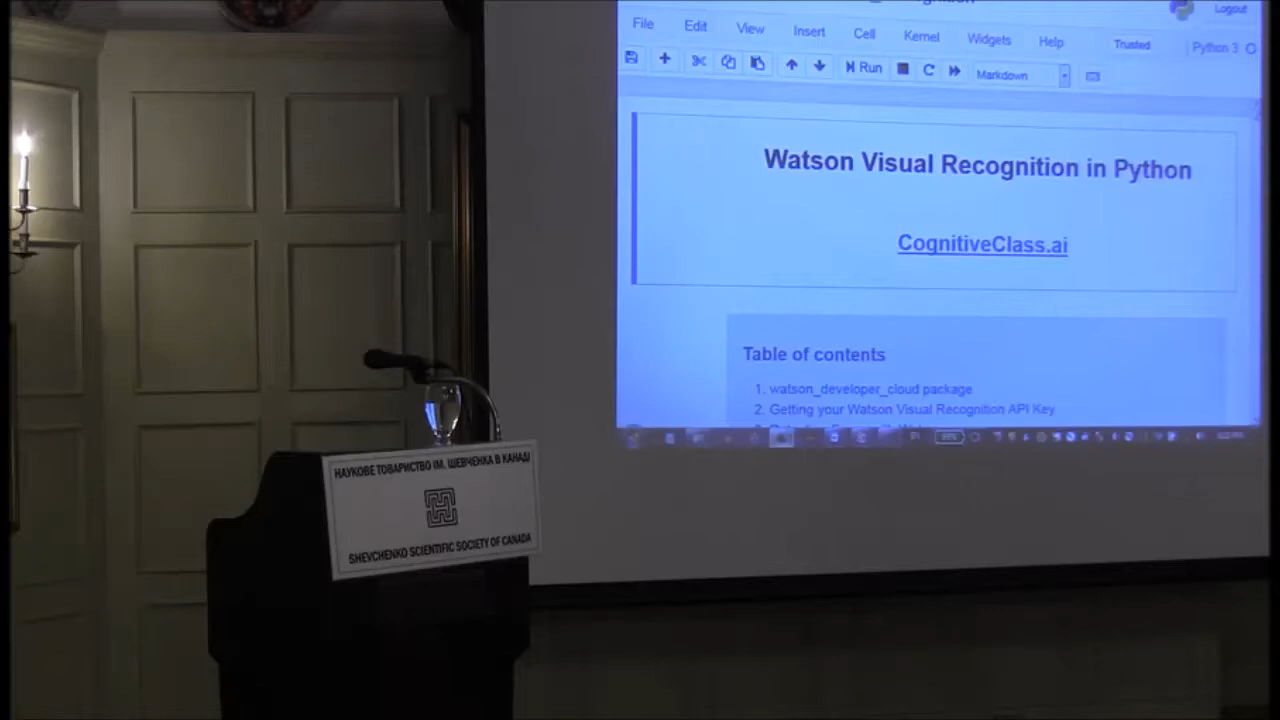 Logout
File Edit View Insert Cell Kernel Widgets Help Trusted Python 3
Run Markdown
Watson Visual Recognition in Python
CognitiveClass.ai
Table of contents
1. watson_developer_cloud package
2. Getting your Watson Visual Recognition API Key
НАУКОВЕ ТОВАРИСТВО ІМ. ШЕВЧЕНКА В КАНАДІ
SHEVCHENKO SCIENTIFIC SOCIETY OF CANADA